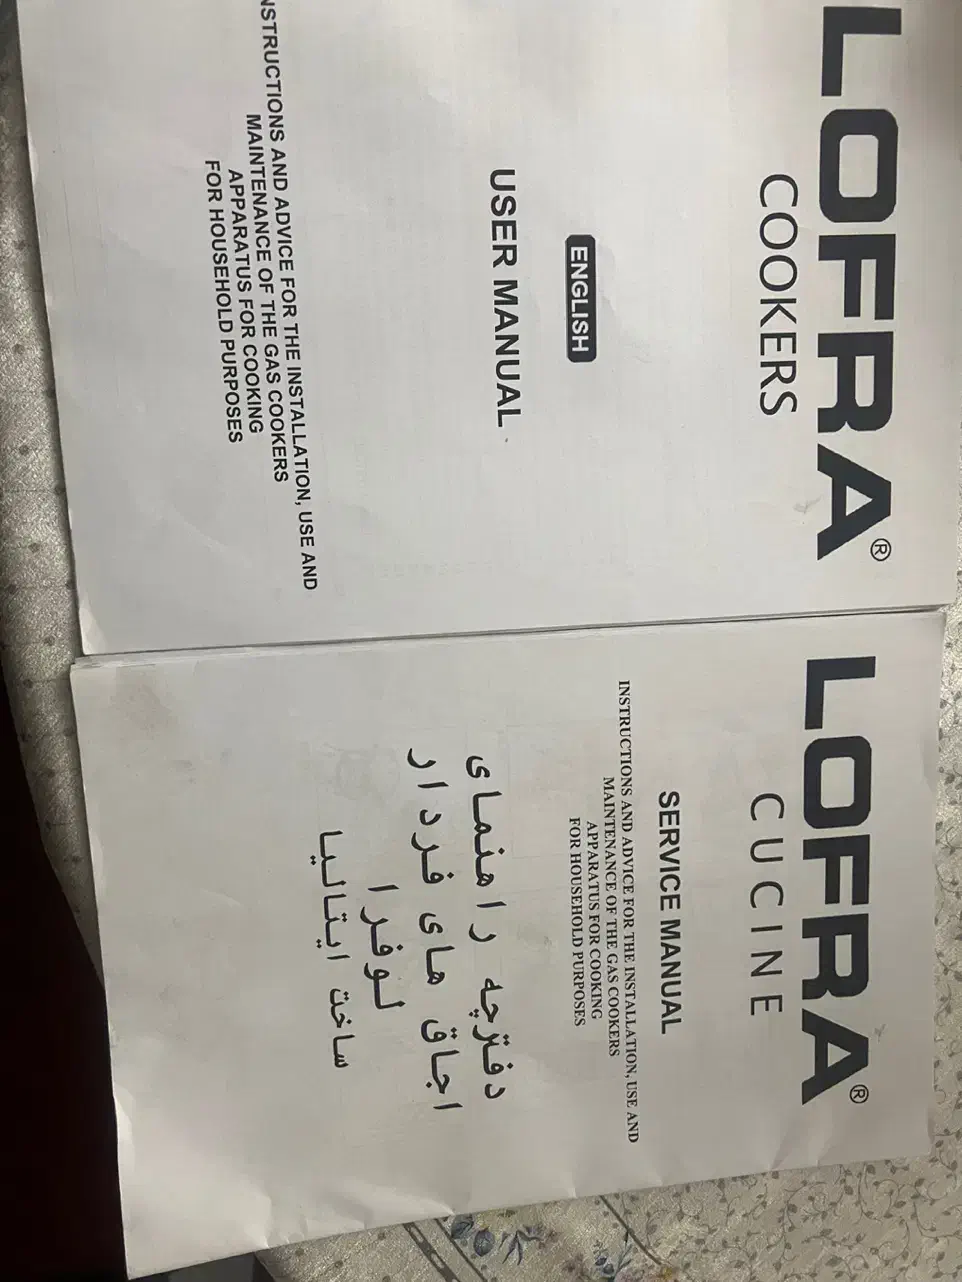 LOFRA®
COOKERS
ENGLISH
USER MANUAL
NSTRUCTIONS AND ADVICE FOR THE INSTALLATION, USE AND
MAINTENANCE OF THE GAS COOKERS
APPARATUS FOR COOKING
FOR HOUSEHOLD PURPOSES
LOFRA®
CUCINE
SERVICE MANUAL
INSTRUCTIONS AND ADVICE FOR THE INSTALLATION, USE AND
MAINTENANCE OF THE GAS COOKERS
APPARATUS FOR COOKING
FOR HOUSEHOLD PURPOSES
دفترچه راهنمای
اجاق های فردار
لوفرا
ساخت ایتالیا